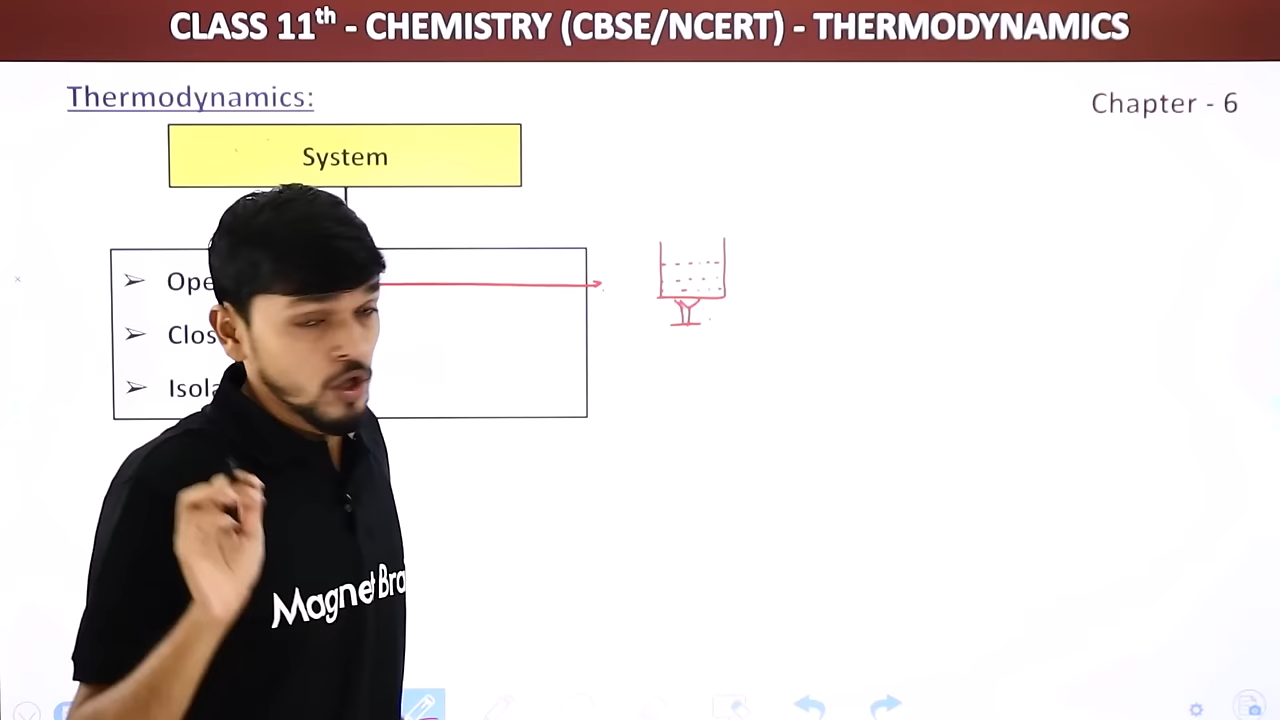 CLASS 11th - CHEMISTRY (CBSE/NCERT) - THERMODYNAMICS
Thermodynamics:
Chapter - 6
System
➢ Ope
➢ Clos
➢ Isola
Magnet Bra